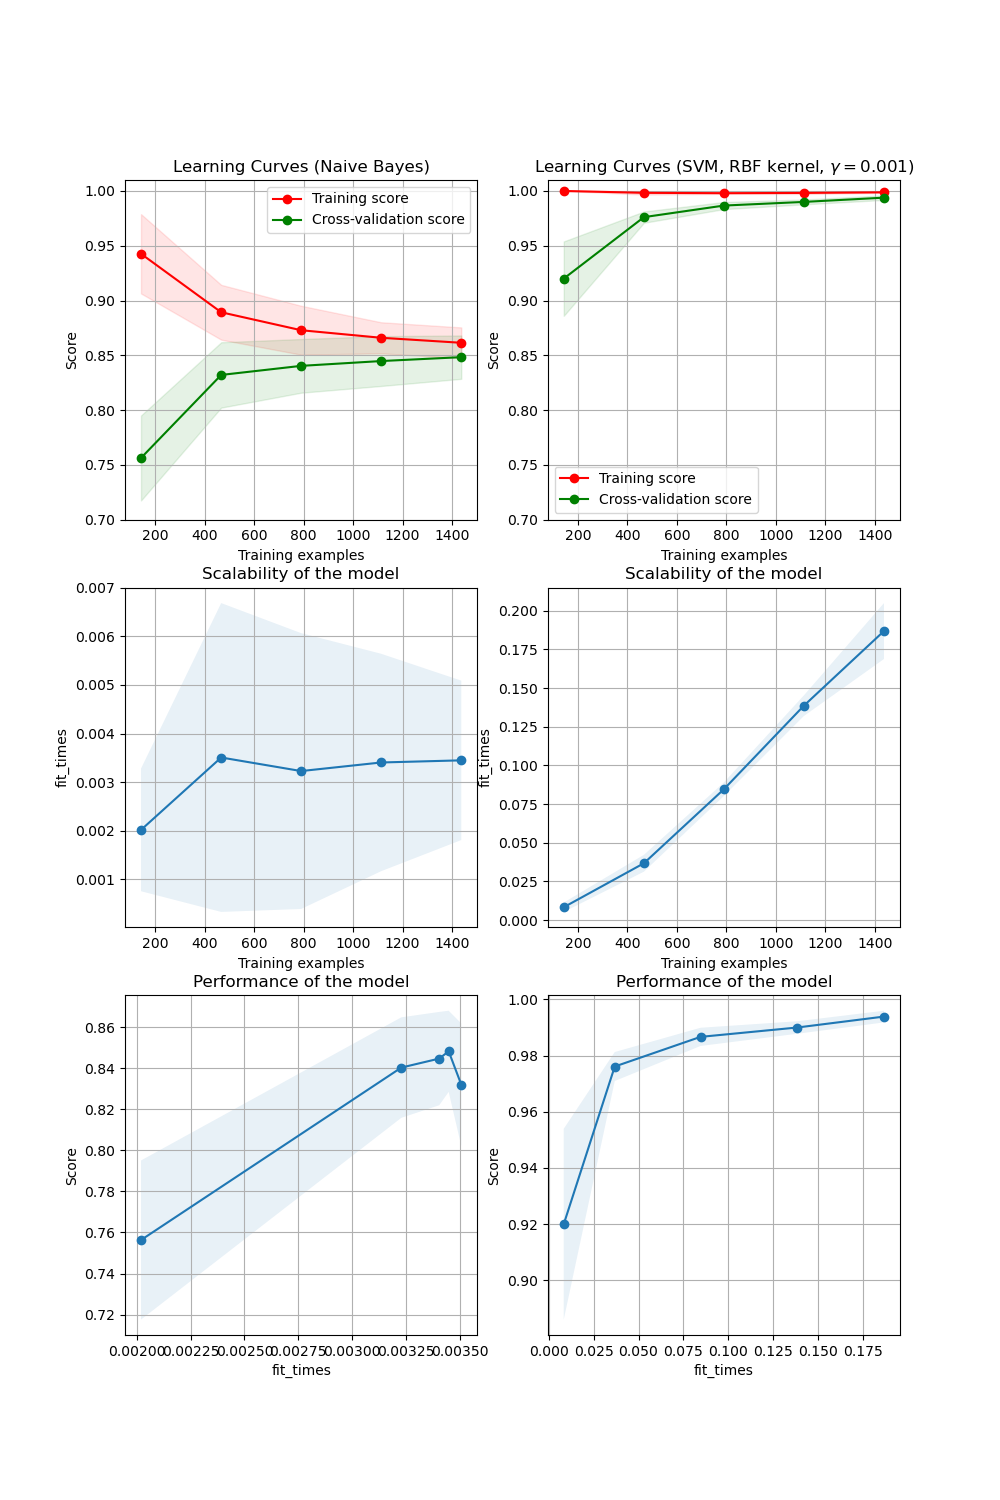 Learning Curves (Naive Bayes)
Learning Curves (SVM, RBF kernel, γ = 0.001)
1.00
0.95
0.90
0.85
0.80
0.75
0.70
Score
Training score
Cross-validation score
200 400 600 800 1000 1200 1400
Training examples
1.00
0.95
0.90
0.85
0.80
0.75
0.70
Score
Training score
Cross-validation score
200 400 600 800 1000 1200 1400
Training examples
Scalability of the model
0.007
0.006
0.005
0.004
0.003
0.002
0.001
fit_times
200 400 600 800 1000 1200 1400
Training examples
Scalability of the model
0.200
0.175
0.150
0.125
0.100
0.075
0.050
0.025
0.000
fit_times
200 400 600 800 1000 1200 1400
Training examples
Performance of the model
0.86
0.84
0.82
0.80
0.78
0.76
0.74
0.72
Score
0.00200 0.00225 0.00250 0.00275 0.00300 0.00325 0.00350
fit_times
Performance of the model
1.00
0.98
0.96
0.94
0.92
0.90
Score
0.000 0.025 0.050 0.075 0.100 0.125 0.150 0.175
fit_times